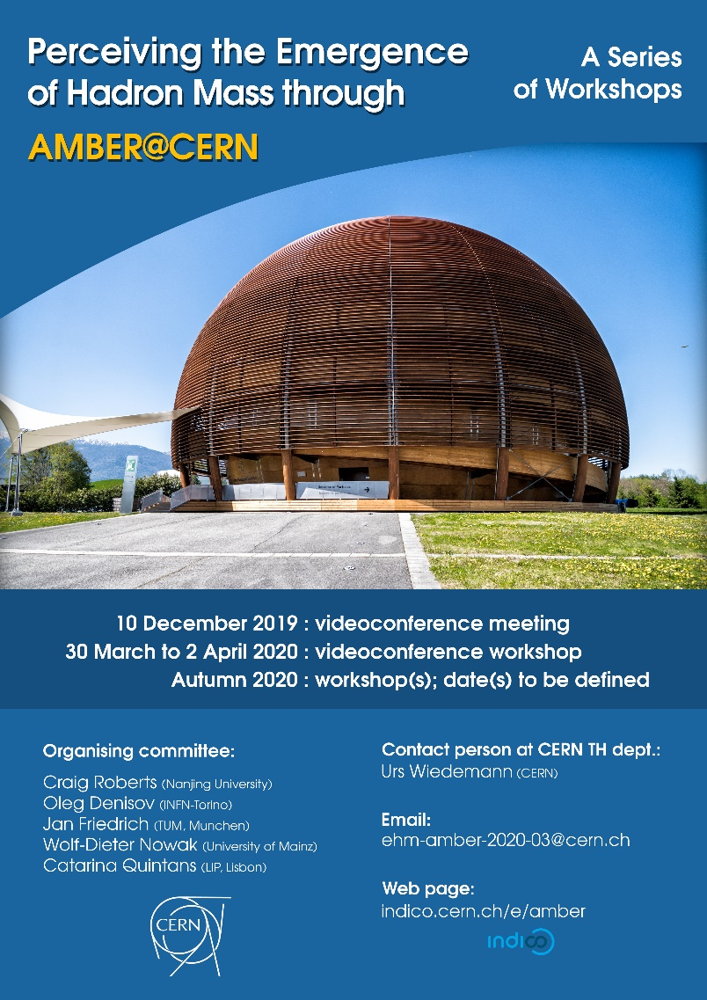 Perceiving the Emergence
of Hadron Mass through
AMBER@CERN
A Series
of Workshops
10 December 2019 : videoconference meeting
30 March to 2 April 2020 : videoconference workshop
Autumn 2020 : workshop(s); date(s) to be defined
Organising committee:
Craig Roberts (Nanjing University)
Oleg Denisov (INFN-Torino)
Jan Friedrich (TUM, Munchen)
Wolf-Dieter Nowak (University of Mainz)
Catarina Quintans (LIP, Lisbon)
CERN
Contact person at CERN TH dept.:
Urs Wiedemann (CERN)
Email:
ehm-amber-2020-03@cern.ch
Web page:
indico.cern.ch/e/amber
indico